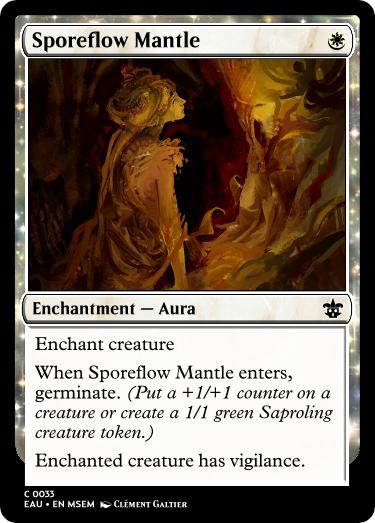 Sporeflow Mantle
Enchantment — Aura
Enchant creature
When Sporeflow Mantle enters,
germinate. (Put a +1/+1 counter on a
creature or create a 1/1 green Saproling
creature token.)
Enchanted creature has vigilance.
C 0033
EAU • EN MSEM Clément Galtier